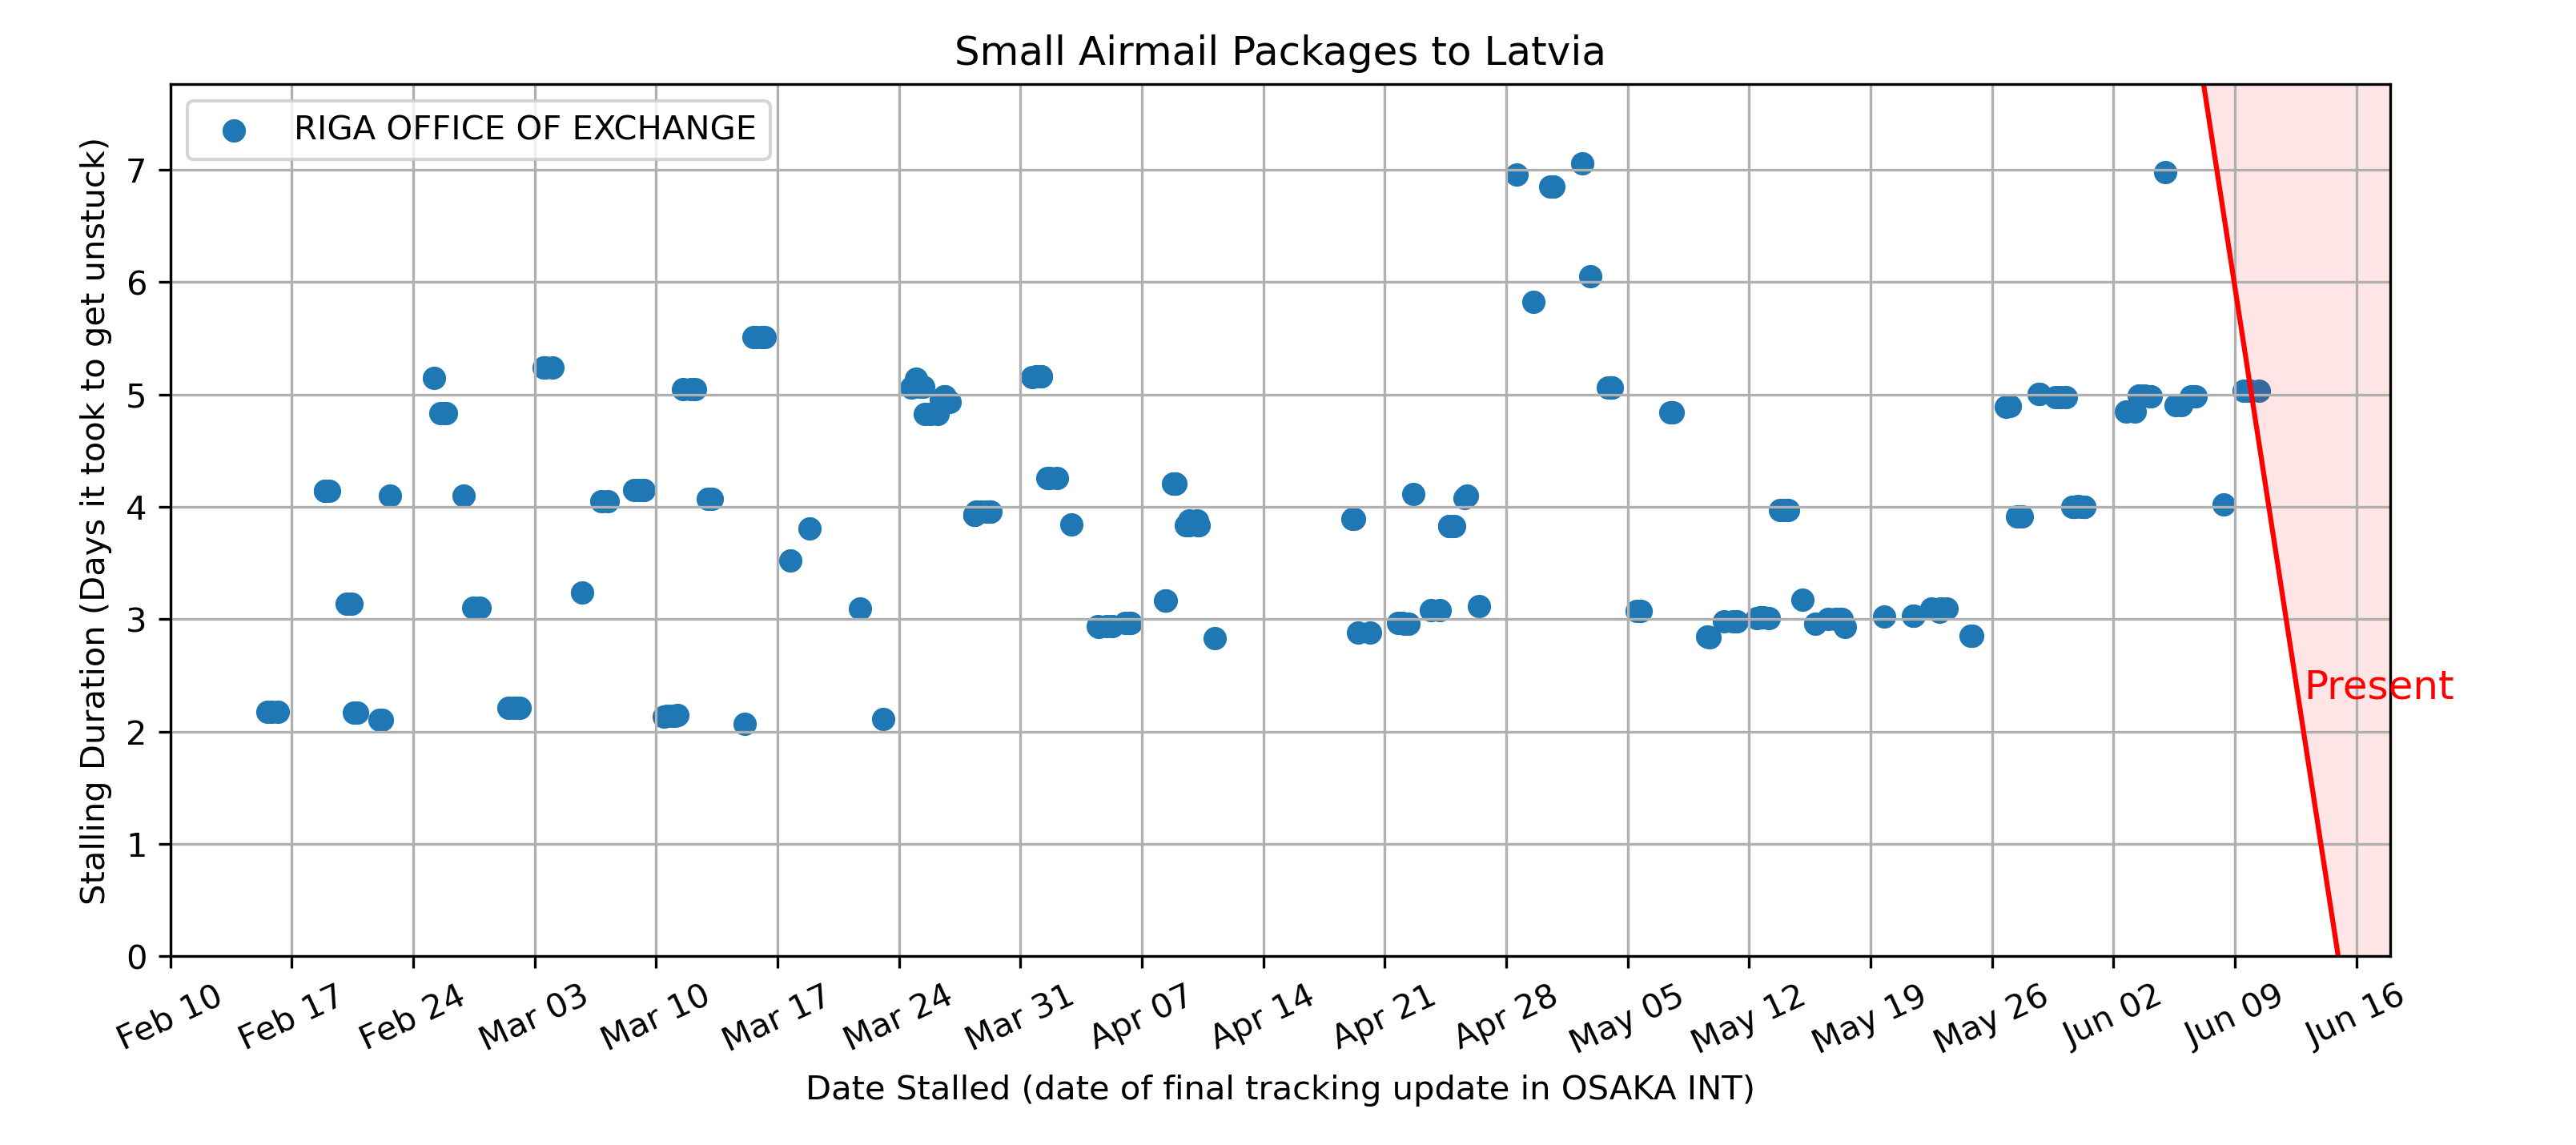 Small Airmail Packages to Latvia
RIGA OFFICE OF EXCHANGE
Stalling Duration (Days it took to get unstuck)
7
6
5
4
3
2
1
0
Present
Feb 10
Feb 17
Feb 24
Mar 03
Mar 10
Mar 17
Mar 24
Mar 31
Apr 07
Apr 14
Apr 21
Apr 28
May 05
May 12
May 19
May 26
Jun 02
Jun 09
Jun 16
Date Stalled (date of final tracking update in OSAKA INT)